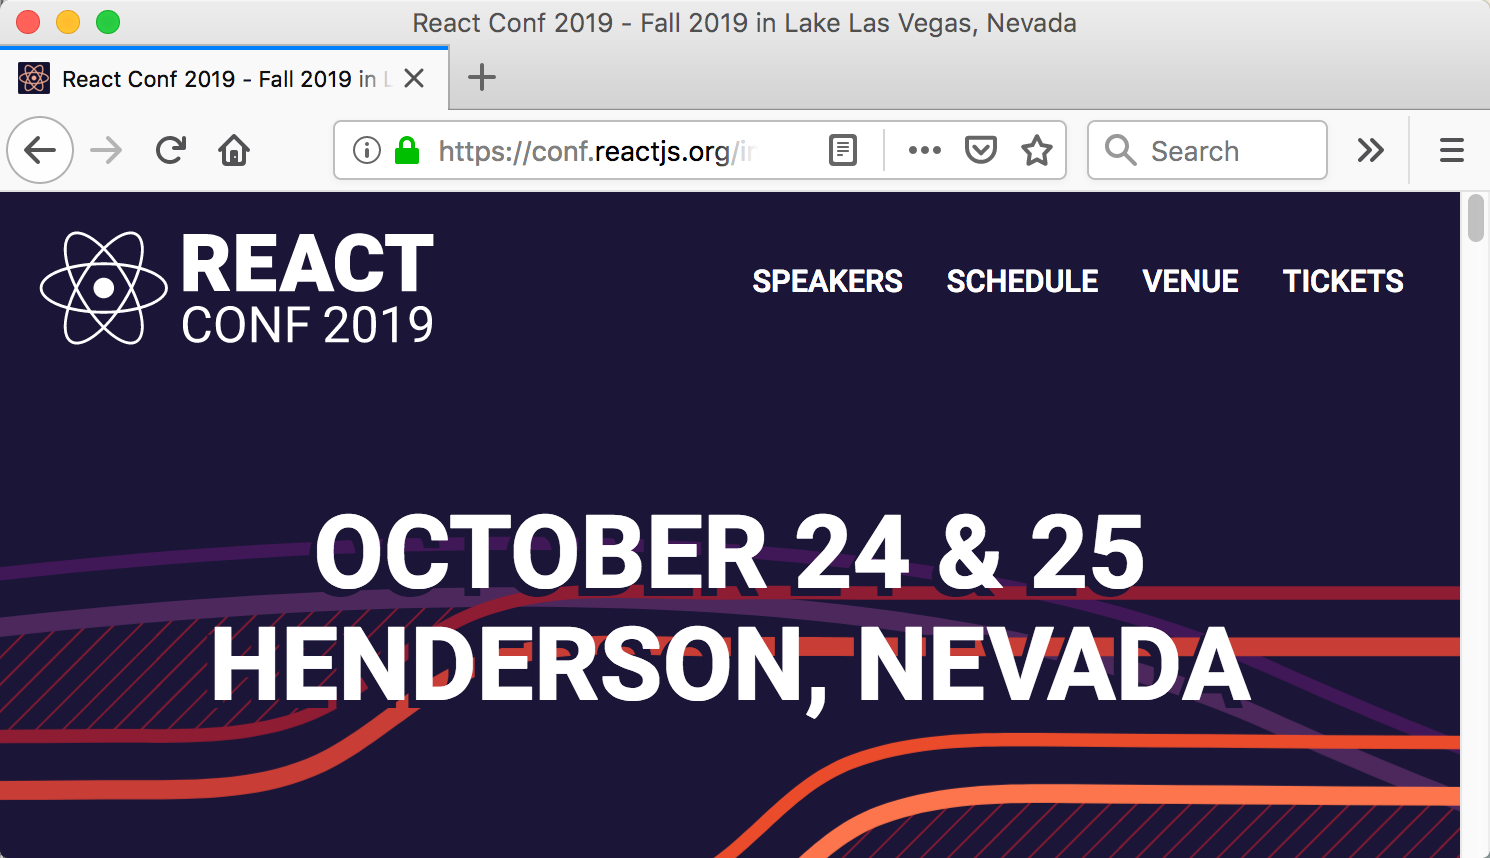 React Conf 2019 - Fall 2019 in Lake Las Vegas, Nevada
React Conf 2019 - Fall 2019 in L
https://conf.reactjs.org/in
Search
REACT
CONF 2019
SPEAKERS SCHEDULE VENUE TICKETS
OCTOBER 24 & 25
HENDERSON, NEVADA